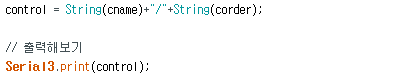 control = String(cname)+"/"+String(corder);
// 출력해보기
Serial3.print(control);